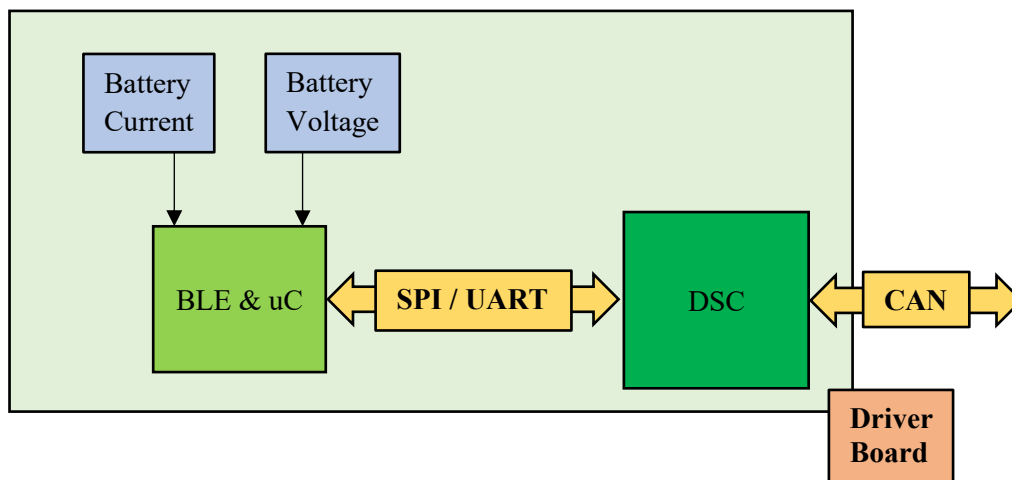 Battery
Current
Battery
Voltage
BLE & uC
SPI / UART
DSC
CAN
Driver
Board